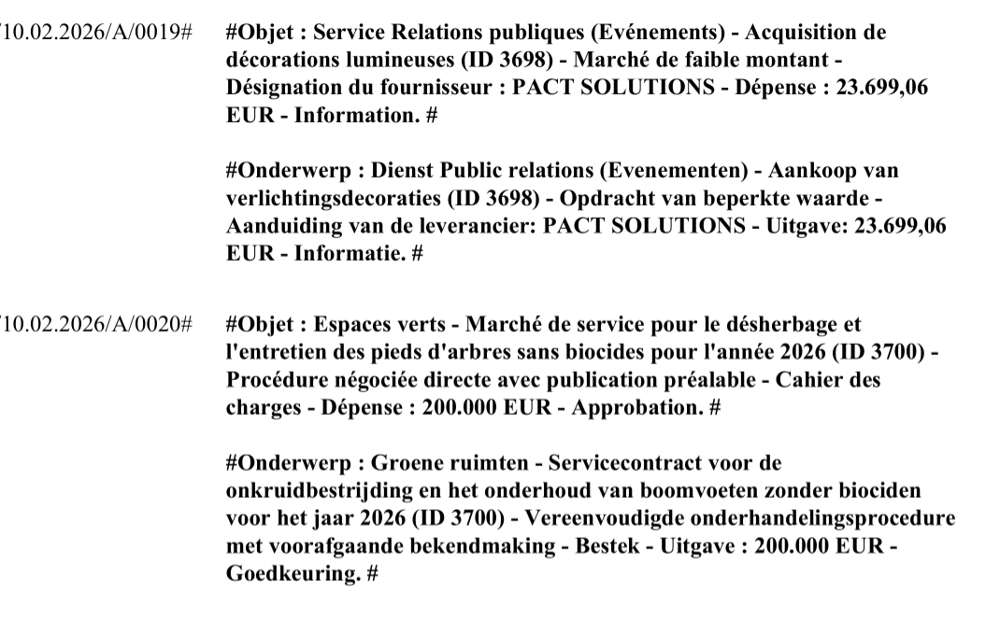 10.02.2026/A/0019#
#Objet : Service Relations publiques (Evénements) - Acquisition de
décorations lumineuses (ID 3698) - Marché de faible montant -
Désignation du fournisseur : PACT SOLUTIONS - Dépense : 23.699,06
EUR - Information. #
#Onderwerp : Dienst Public relations (Evenementen) - Aankoop van
verlichtingsdecoraties (ID 3698) - Opdracht van beperkte waarde -
Aanduiding van de leverancier: PACT SOLUTIONS - Uitgave: 23.699,06
EUR - Informatie. #
10.02.2026/A/0020#
#Objet : Espaces verts - Marché de service pour le désherbage et
l'entretien des pieds d'arbres sans biocides pour l'année 2026 (ID 3700) -
Procédure négociée directe avec publication préalable - Cahier des
charges - Dépense : 200.000 EUR - Approbation. #
#Onderwerp : Groene ruimten - Servicecontract voor de
onkruidbestrijding en het onderhoud van boomvoeten zonder biociden
voor het jaar 2026 (ID 3700) - Vereenvoudigde onderhandelingsprocedure
met voorafgaande bekendmaking - Bestek - Uitgave : 200.000 EUR -
Goedkeuring. #